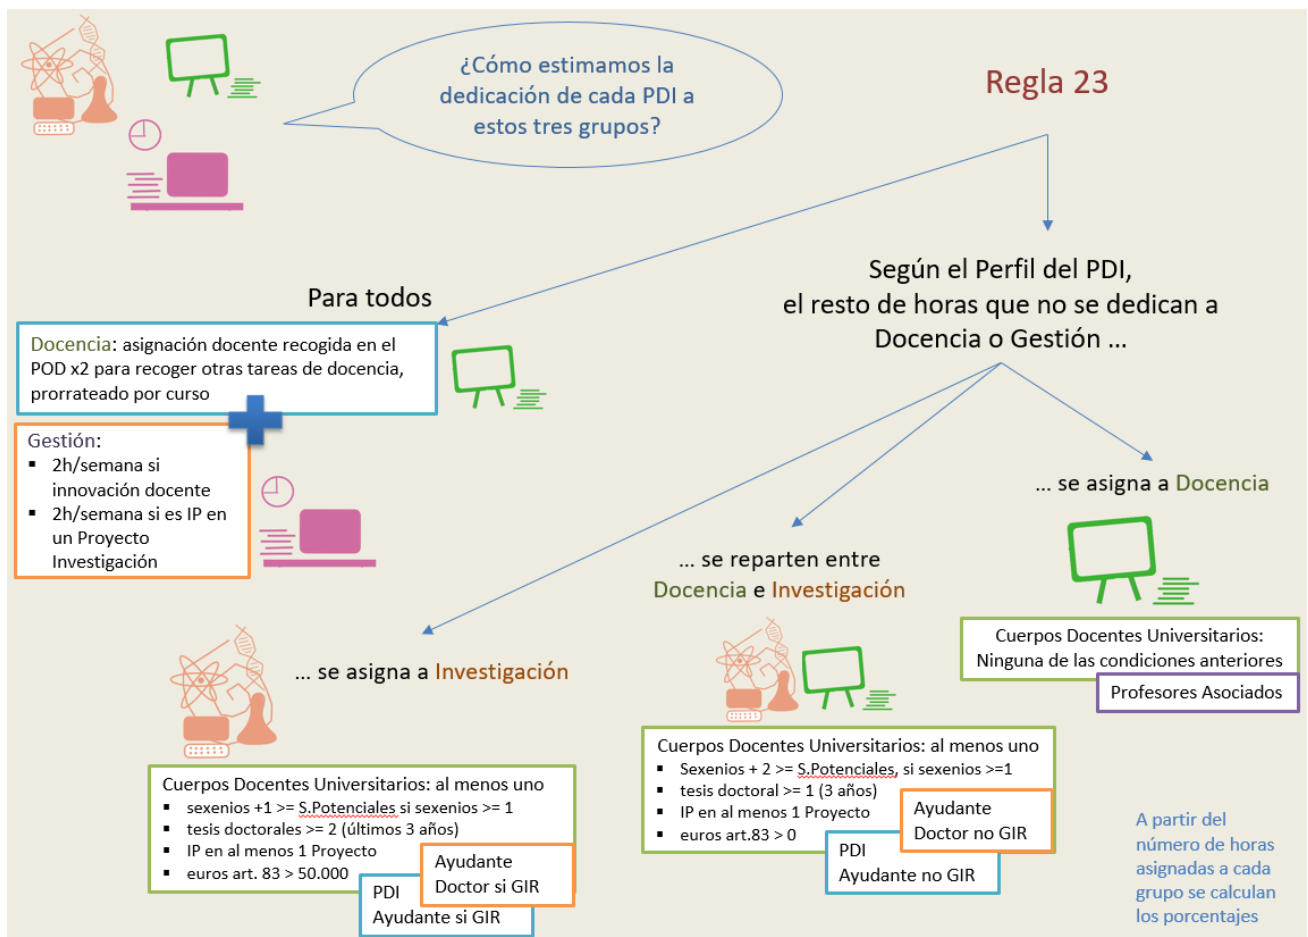 ¿Cómo estimamos la
dedicación de cada PDI a
estos tres grupos?
Regla 23
Para todos
Docencia: asignación docente recogida en el
POD x2 para recoger otras tareas de docencia,
prorrateado por curso
Gestión:
▪ 2h/semana si
innovación docente
▪ 2h/semana si es IP en
un Proyecto
Investigación
Según el Perfil del PDI,
el resto de horas que no se dedican a
Docencia o Gestión ...
... se asigna a Investigación
Cuerpos Docentes Universitarios: al menos uno
▪ sexenios +1 >= S.Potenciales si sexenios >= 1
▪ tesis doctorales >= 2 (últimos 3 años)
▪ IP en al menos 1 Proyecto
▪ euros art. 83 > 50.000
Ayudante
Doctor si GIR
PDI
Ayudante si GIR
... se reparten entre
Docencia e Investigación
Cuerpos Docentes Universitarios: al menos uno
▪ Sexenios + 2 >= S.Potenciales, si sexenios >=1
▪ tesis doctoral >= 1 (3 años)
▪ IP en al menos 1 Proyecto
▪ euros art.83 > 0
Ayudante
Doctor no GIR
PDI
Ayudante no GIR
... se asigna a Docencia
Cuerpos Docentes Universitarios:
Ninguna de las condiciones anteriores
Profesores Asociados
A partir del
número de horas
asignadas a cada
grupo se calculan
los porcentajes